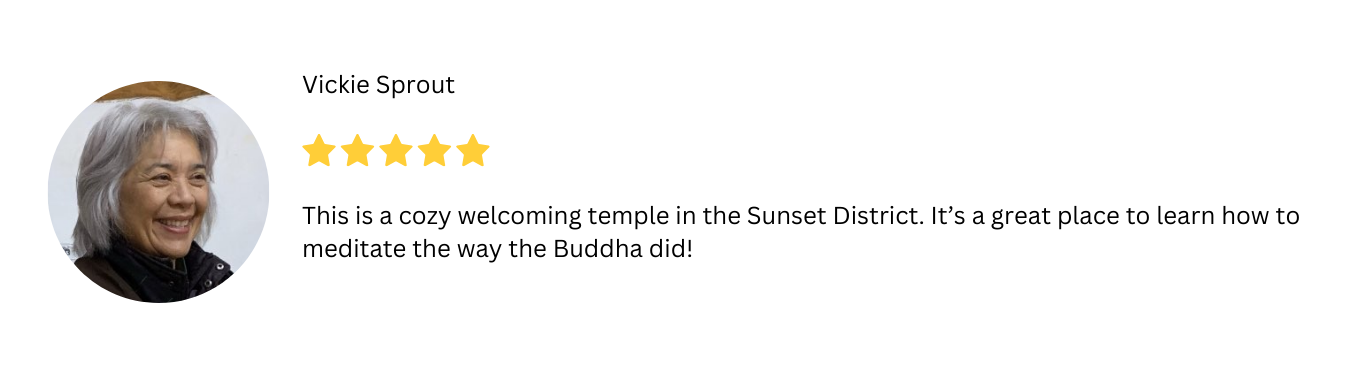 Vickie Sprout
This is a cozy welcoming temple in the Sunset District. It’s a great place to learn how to
meditate the way the Buddha did!